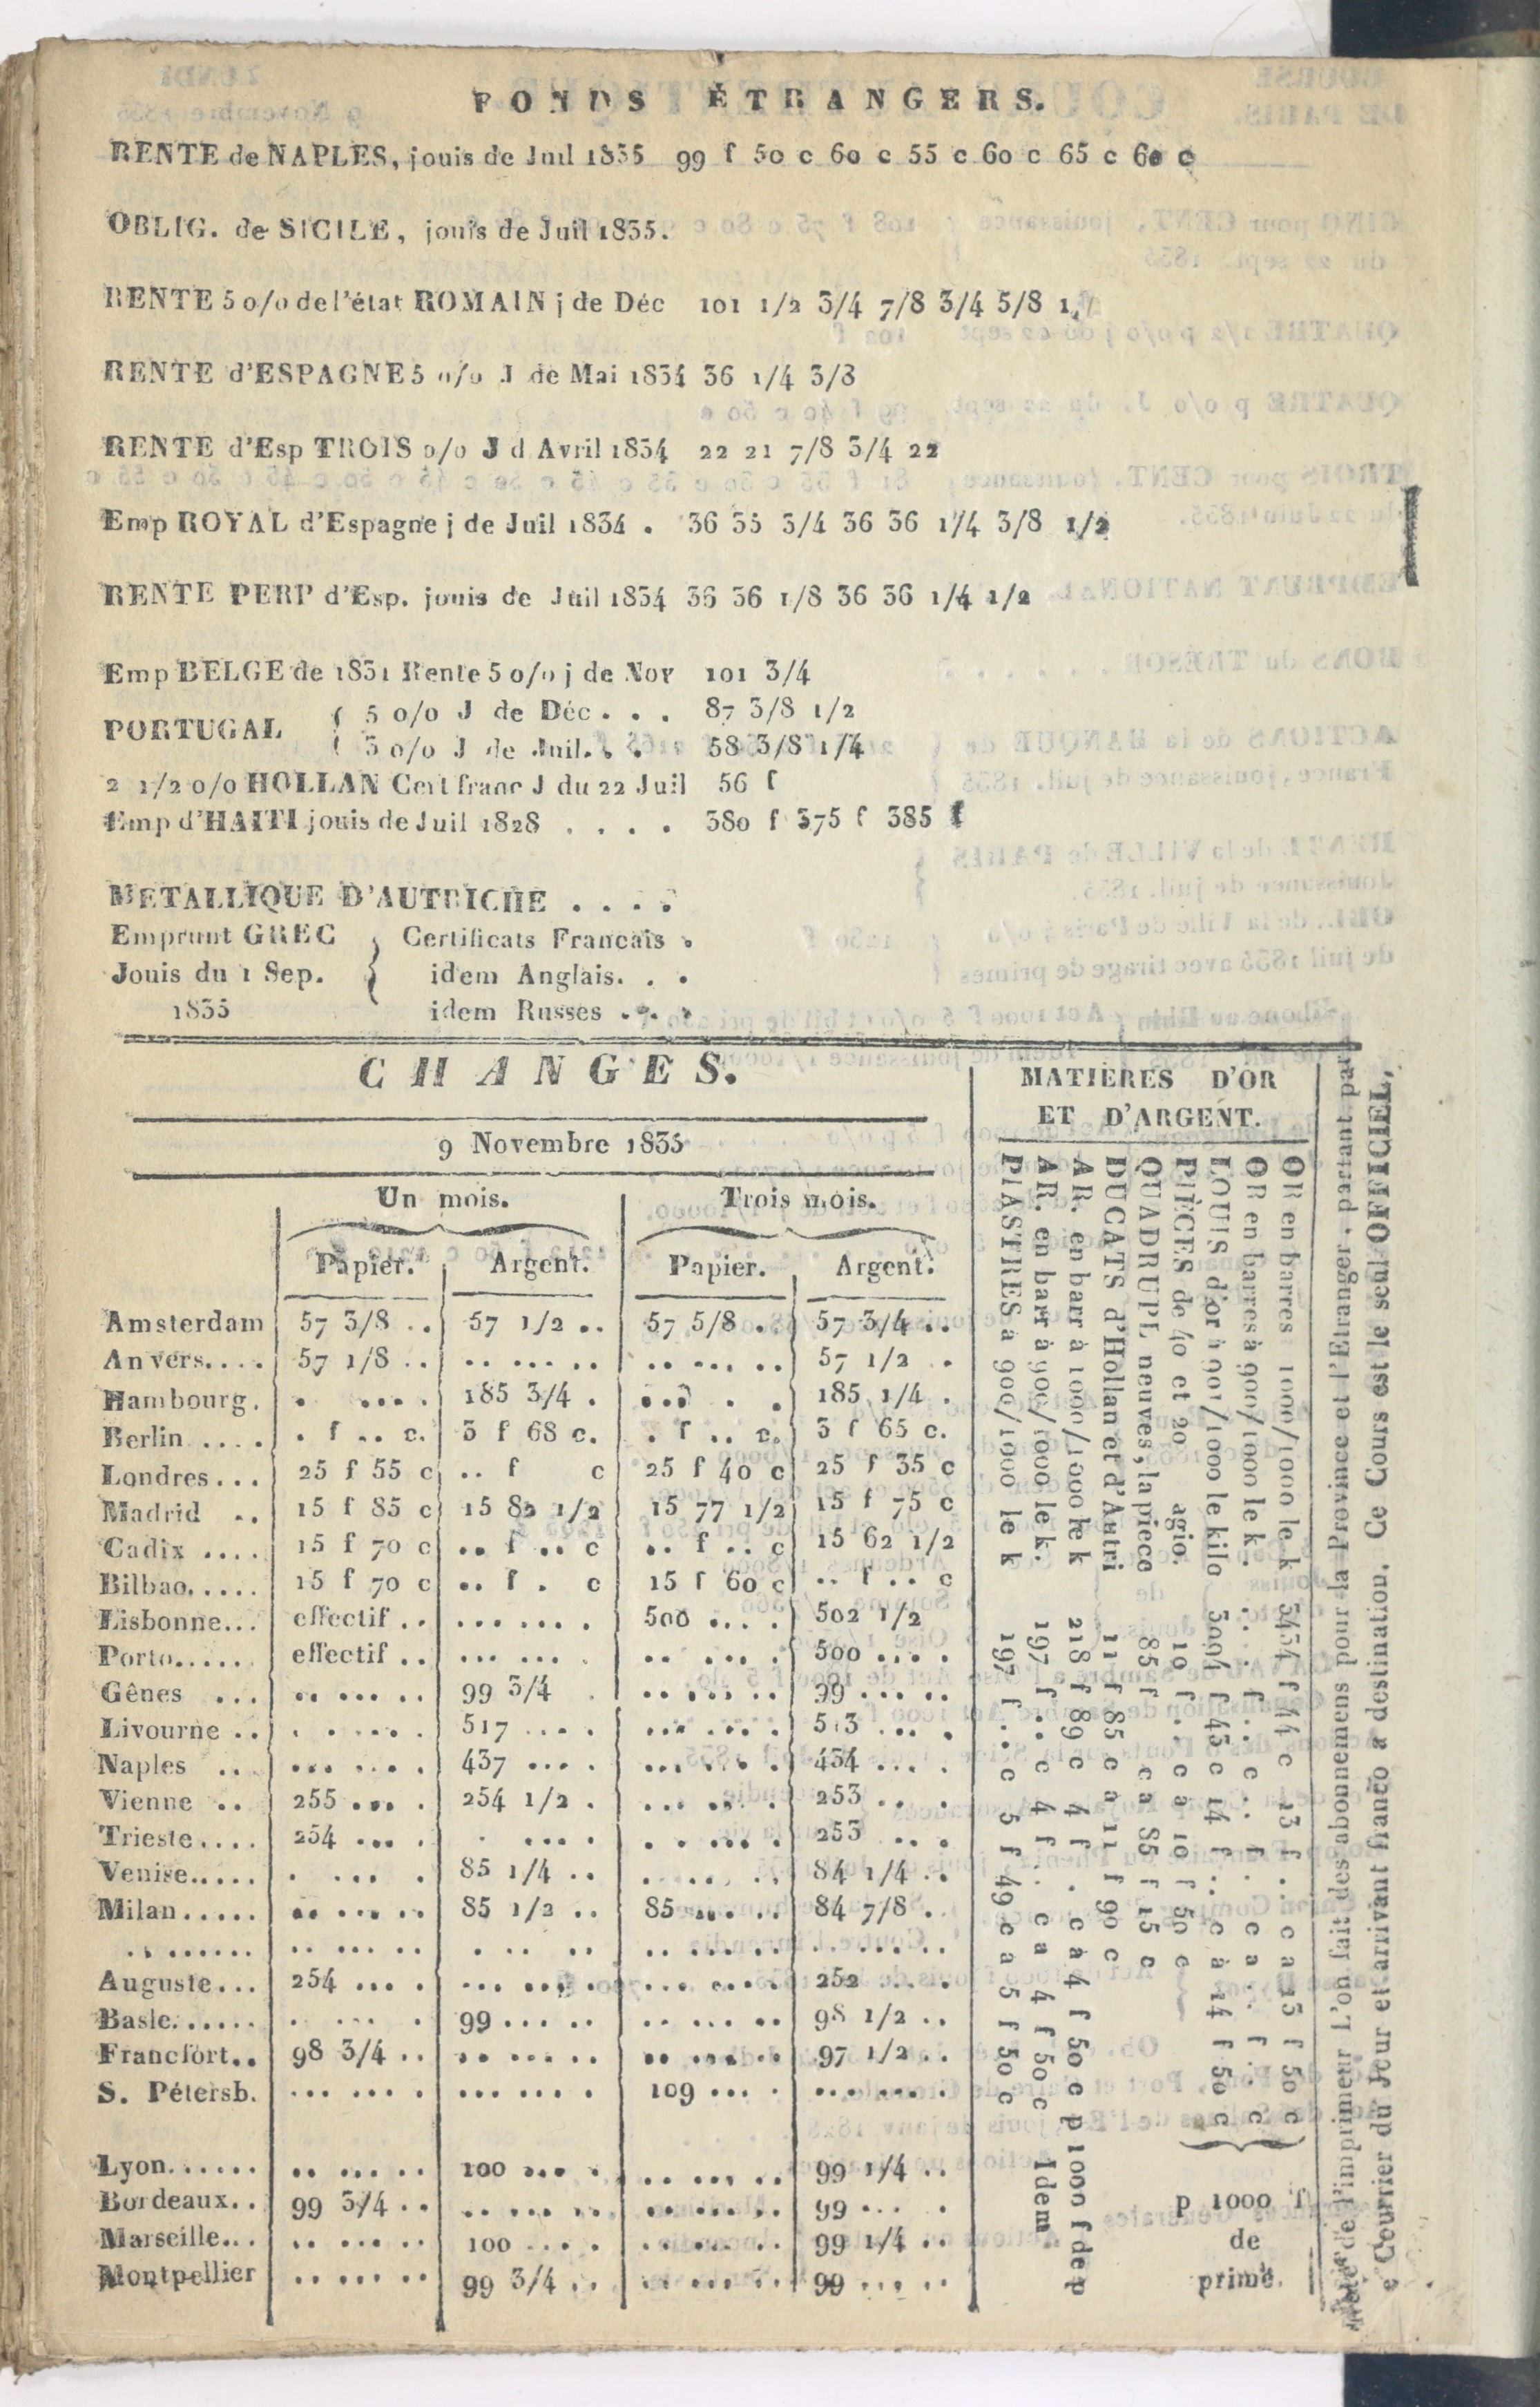 FONDS ÉTRANGERS.
RENTE de NAPLES, jouis de Juil 1835 99 f 50 c 60 c 55 c 60 c 65 c 60 c
OBLIG. de SICILE, jouis de Juil 1835.
RENTE 5 o/o de l'état ROMAIN j de Déc 101 1/2 3/4 7/8 3/4 5/8
RENTE d'ESPAGNE 5 o/o J de Mai 1834 36 1/4 3/8
RENTE d'Esp TROIS o/o J d Avril 1834 22 21 7/8 3/4 22
Emp ROYAL d'Espagne j de Juil 1834 . 36 35 3/4 36 36 1/4 3/8 1/2
RENTE PERP d'Esp. jouis de Juil 1834 36 36 1/8 36 36 1/4 1/2
Emp BELGE de 1831 Rente 5 o/o j de Nov 101 3/4
PORTUGAL { 5 o/o J de Déc . . . 87 3/8 1/2
{ 3 o/o J de Juil. . . 58 3/8 1/4
2 1/2 o/o HOLLAN Cert franc J du 22 Juil 56 f
Emp d'HAITI jouis de Juil 1828 . . . . 380 f 375 f 385 f
METALLIQUE D'AUTRICHE . . . .
Emprunt GREC } Certificats Francais .
Jouis du 1 Sep. idem Anglais. . .
1835 idem Russes . . . .
CHANGES.
9 Novembre 1835
Un mois. Trois mois.
Papier. Argent. Papier. Argent.
Amsterdam 57 3/8 .. 57 1/2 .. 57 5/8 .. 57 3/4 ..
Anvers.... 57 1/8 .. .. ... .. .. ... .. 57 1/2 ..
Hambourg. . .... 185 3/4 . ... . . 185 1/4 .
Berlin .... . f .. c. 3 f 68 c. . f .. c. 3 f 65 c.
Londres... 25 f 55 c .. f c 25 f 40 c 25 f 35 c
Madrid .. 15 f 85 c 15 82 1/2 15 77 1/2 15 f 75 c
Cadix .... 15 f 70 c .. f .. c .. f .. c 15 62 1/2
Bilbao..... 15 f 70 c .. f . c 15 f 60 c .. f .. c
Lisbonne... effectif .. ... ... . 500 ... . 502 1/2
Porto...... effectif .. ... ... . .. ... . 500 ... .
Gênes ... .. ... .. 99 3/4 . .. ... .. 99 ... ..
Livourne .. . ... . 517 ... . ... ... . 513 ... .
Naples .. ... ... . 437 ... . ... ... . 434 ... .
Vienne .. 255 ... . 254 1/2 . ... ... . 253 ... .
Trieste.... 254 ... . . ... . . . ... . 253 .. .
Venise..... . ... . 85 1/4 .. . ... .. 84 1/4 ..
Milan..... .. ... .. 85 1/2 .. 85 ... .. 84 7/8 .
........ .. ... .. . .. .. .. ... .. .. ... ..
Auguste... 254 ... . ... ... . ... ... . 252 ... .
Basle...... . ... . 99 ... .. .. ... .. 98 1/2 ..
Francfort.. 98 3/4 .. .. ... .. .. ... .. 97 1/2 ..
S. Pétersb. ... ... . ... ... . 109 ... . ... ... .
Lyon...... .. ... .. 100 ... . .. ... .. 99 1/4 ..
Bordeaux.. 99 3/4 .. .. ... .. .. ... .. 99 ... .
Marseille... .. ... .. 100 ... . .. ... .. 99 1/4 ..
Montpellier .. ... .. 99 3/4 .. .. ... .. 99 ... ..
MATIÈRES D'OR
ET D'ARGENT.
OR en barres 1000/1000 le k 3434 f 44 c 13 f .. c a 13 f 50 c
OR en barres à 900/1000 le k. ... f .. c .. f . c a .. f .. c
LOUIS d'or à 901/1000 le kilo 3094 f 43 c 14 f .. c à 14 f 50 c
PIÈCES de 40 et 20 agio. 10 f .. c a 10 f 50 c
QUADRUPL neuves, la piece 85 f .. c a 85 f 15 c
DUCATS d'Hollan et d'Autri 11 f 85 c a 11 f 90 c
AR. en barr à 1000/1000 le k 218 f 89 c 4 f . c à 4 f 50 c p 1000 f de p
AR. en barr à 900/1000 le k. 197 f .. c 4 f . c a 4 f 50 c Idem
PIASTRES a 900/1000 le k 197 f .. c 5 f 49 c a 5 f 50 c
p 1000 f
de
prime.
de l'imprimeur L'on fait des abonnemens pour la Province et l'Etranger, partant par
e Courrier du Jour et arrivant franco a destination. Ce Cours est le seul OFFICIEL,